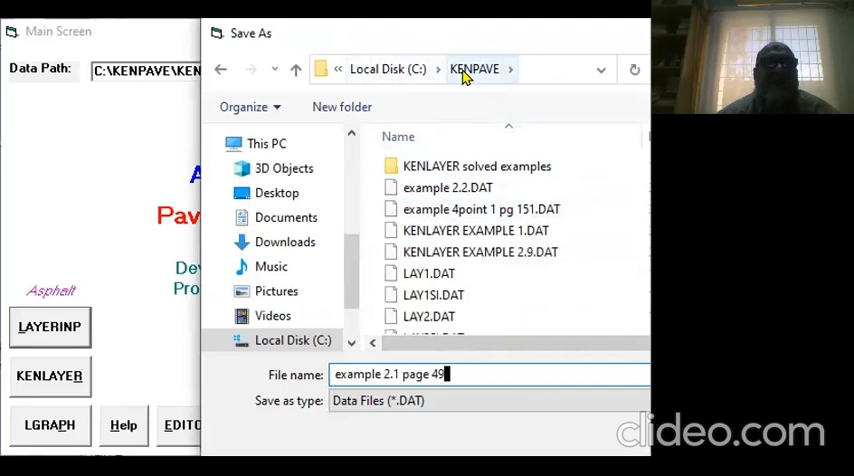 Main Screen
Data Path: C:\KENPAVE\KEN
A
Pav
Dev
Pro
Asphalt
LAYERINP
KENLAYER
LGRAPH Help EDITO
Save As
« Local Disk (C:) › KENPAVE ›
Organize New folder
This PC
3D Objects
Desktop
Documents
Downloads
Music
Pictures
Videos
Local Disk (C:)
Name
KENLAYER solved examples
example 2.2.DAT
example 4point 1 pg 151.DAT
KENLAYER EXAMPLE 1.DAT
KENLAYER EXAMPLE 2.9.DAT
LAY1.DAT
LAY1SI.DAT
LAY2.DAT
File name: example 2.1 page 49
Save as type: Data Files (*.DAT)
clideo.com